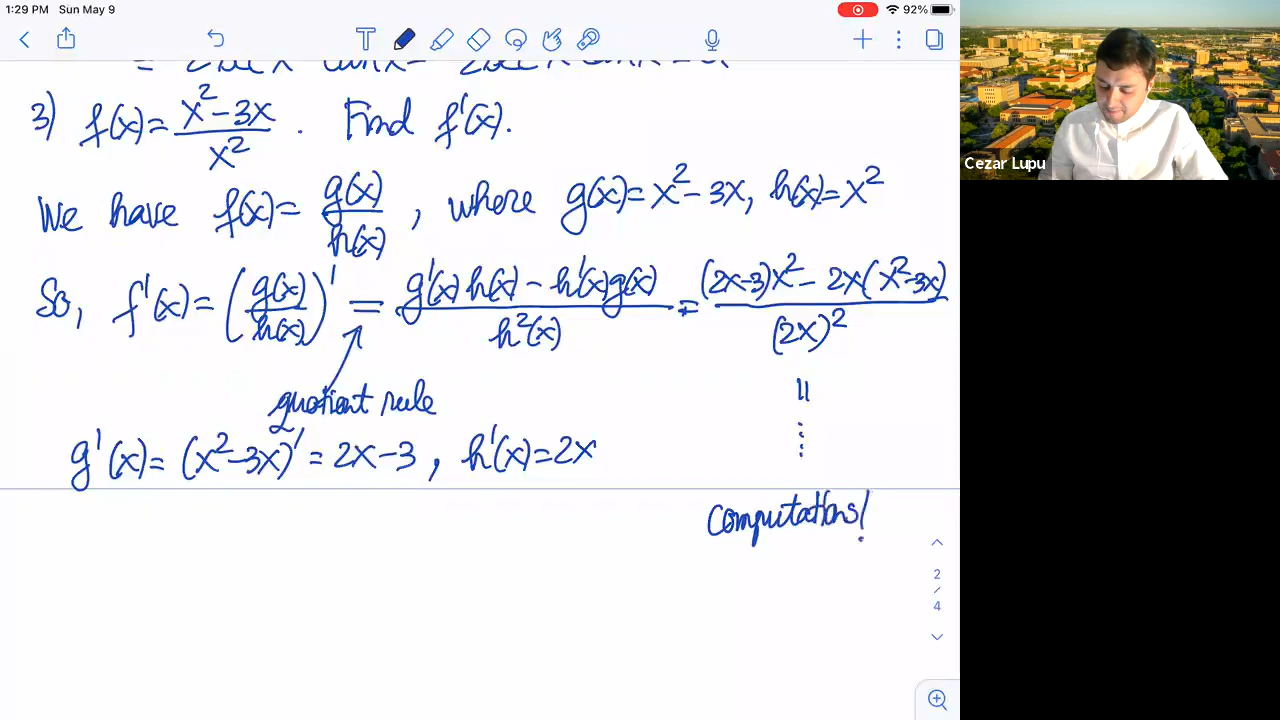 1:29 PM Sun May 9
92%
3) f(x) = (x² - 3x)/x² . Find f'(x).
We have f(x) = g(x)/h(x) , where g(x) = x² - 3x, h(x) = x²
So, f'(x) = (g(x)/h(x))' = (g'(x) h(x) - h'(x) g(x))/h²(x) = ((2x-3)x² - 2x(x²-3x))/(2x)²
=
⋮
quotient rule
g'(x) = (x²-3x)' = 2x - 3 , h'(x) = 2x
Computations!
2
/
4
Cezar Lupu